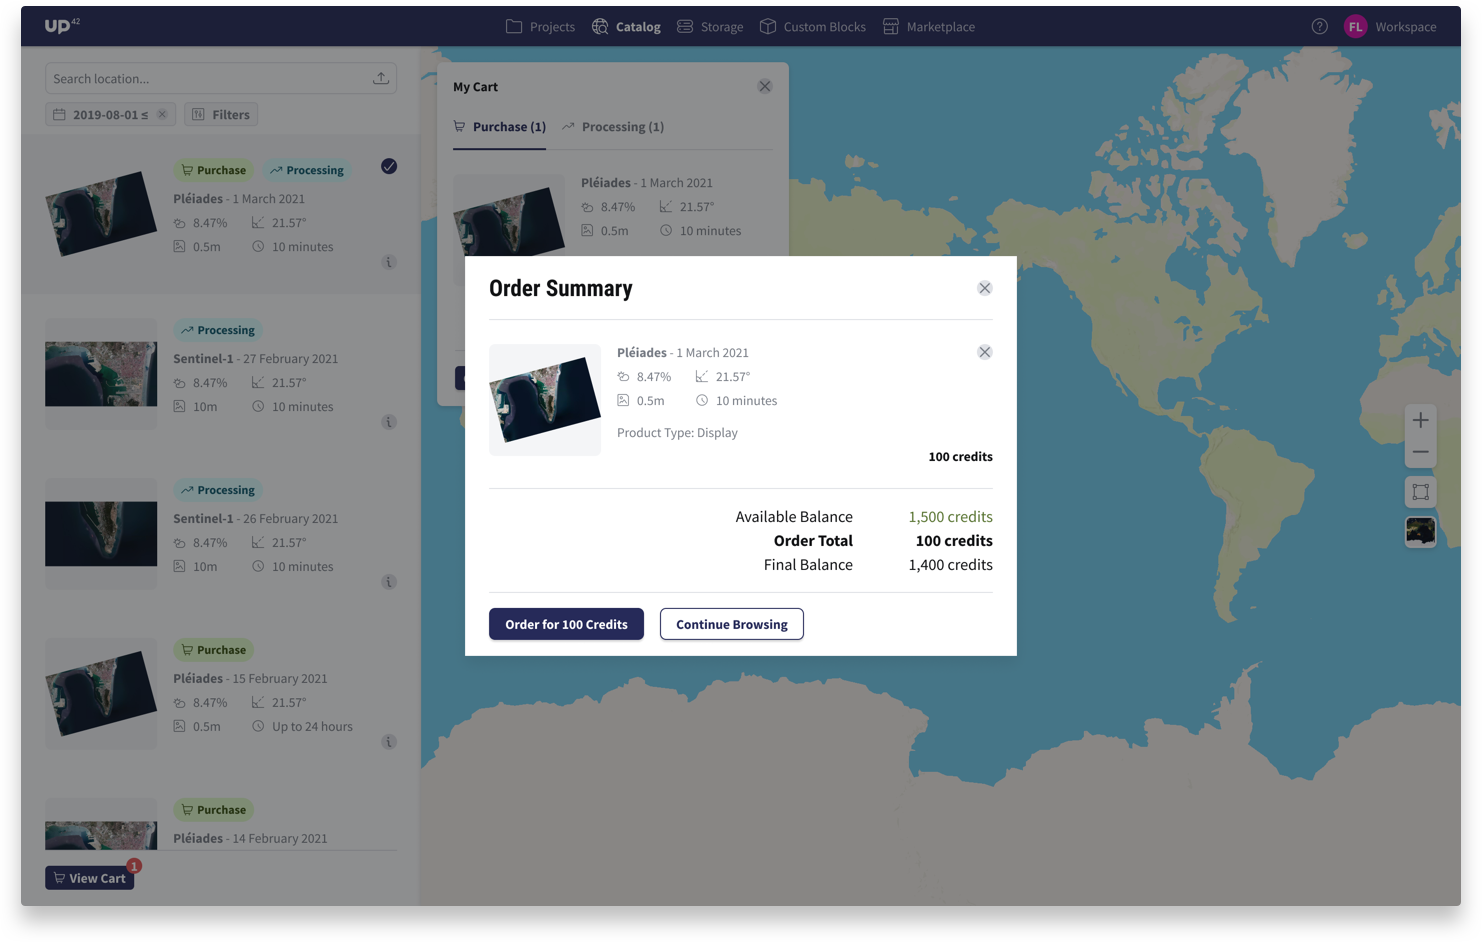 UP42
Projects
Catalog
Storage
Custom Blocks
Marketplace
FL
Workspace
Search location...
2019-08-01 ≤
Filters
Purchase
Processing
Pléiades - 1 March 2021
8.47%
21.57°
0.5m
10 minutes
Processing
Sentinel-1 - 27 February 2021
8.47%
21.57°
10m
10 minutes
Processing
Sentinel-1 - 26 February 2021
8.47%
21.57°
10m
10 minutes
Purchase
Pléiades - 15 February 2021
8.47%
21.57°
0.5m
Up to 24 hours
Purchase
Pléiades - 14 February 2021
View Cart
1
My Cart
Purchase (1)
Processing (1)
Pléiades - 1 March 2021
8.47%
21.57°
0.5m
10 minutes
Order Summary
Pléiades - 1 March 2021
8.47%
21.57°
0.5m
10 minutes
Product Type: Display
100 credits
Available Balance 1,500 credits
Order Total 100 credits
Final Balance 1,400 credits
Order for 100 Credits
Continue Browsing